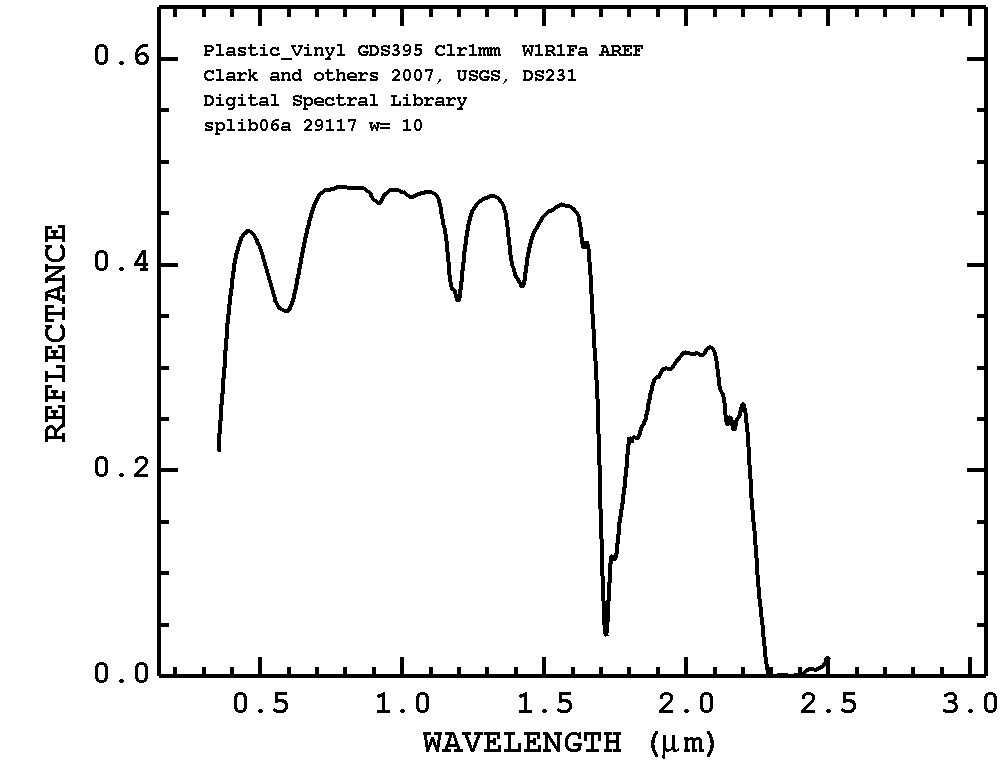 Plastic_Vinyl GDS395 Clr1mm  W1R1Fa AREF
Clark and others 2007, USGS, DS231
Digital Spectral Library
splib06a 29117 w= 10
0.6
0.4
0.2
0.0
REFLECTANCE
0.5 1.0 1.5 2.0 2.5 3.0
WAVELENGTH (μm)